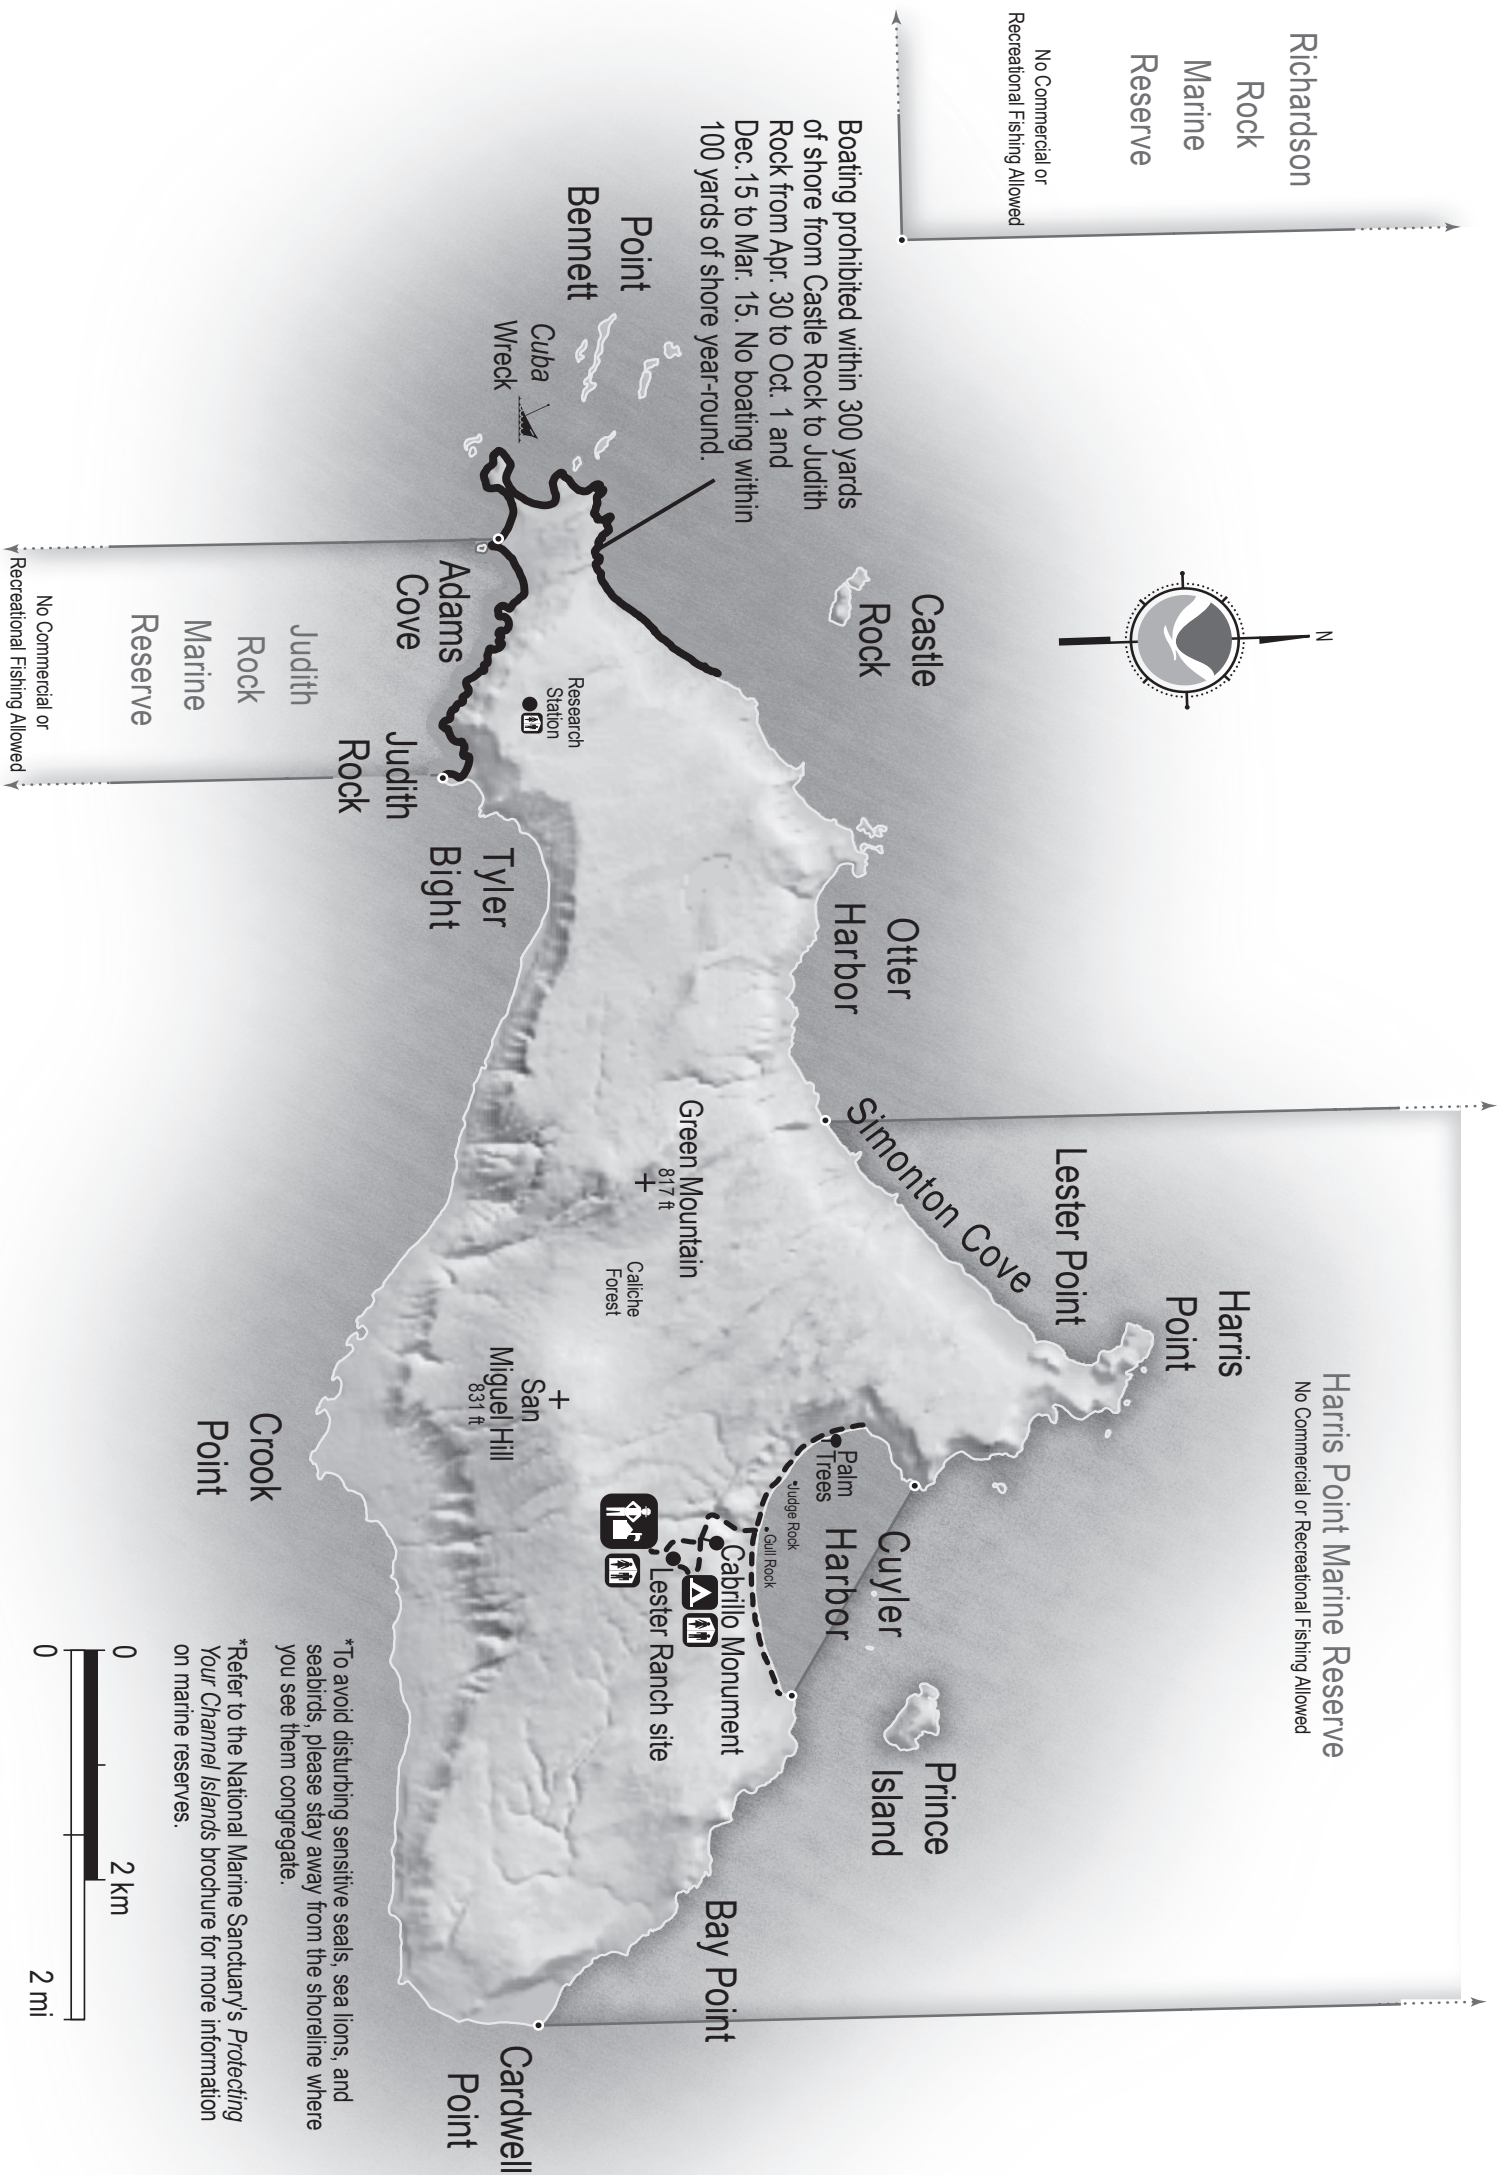 Richardson
Rock
Marine
Reserve
No Commercial or
Recreational Fishing Allowed
N
Harris Point Marine Reserve
No Commercial or Recreational Fishing Allowed
Harris
Point
Lester Point
Simonton Cove
Castle
Rock
Otter
Harbor
Boating prohibited within 300 yards
of shore from Castle Rock to Judith
Rock from Apr. 30 to Oct. 1 and
Dec.15 to Mar. 15. No boating within
100 yards of shore year-round.
Point
Bennett
Cuba
Wreck
Prince
Island
Cuyler
Harbor
Palm
Trees
Judge Rock
Gull Rock
Cabrillo Monument
Lester Ranch site
Bay Point
Green Mountain
817 ft
Caliche
Forest
San
Miguel Hill
831 ft
Research
Station
Adams
Cove
Judith
Rock
Tyler
Bight
Cardwell
Point
Crook
Point
Judith
Rock
Marine
Reserve
No Commercial or
Recreational Fishing Allowed
*To avoid disturbing sensitive seals, sea lions, and
seabirds, please stay away from the shoreline where
you see them congregate.
*Refer to the National Marine Sanctuary's Protecting
Your Channel Islands brochure for more information
on marine reserves.
0 2 km
0 2 mi